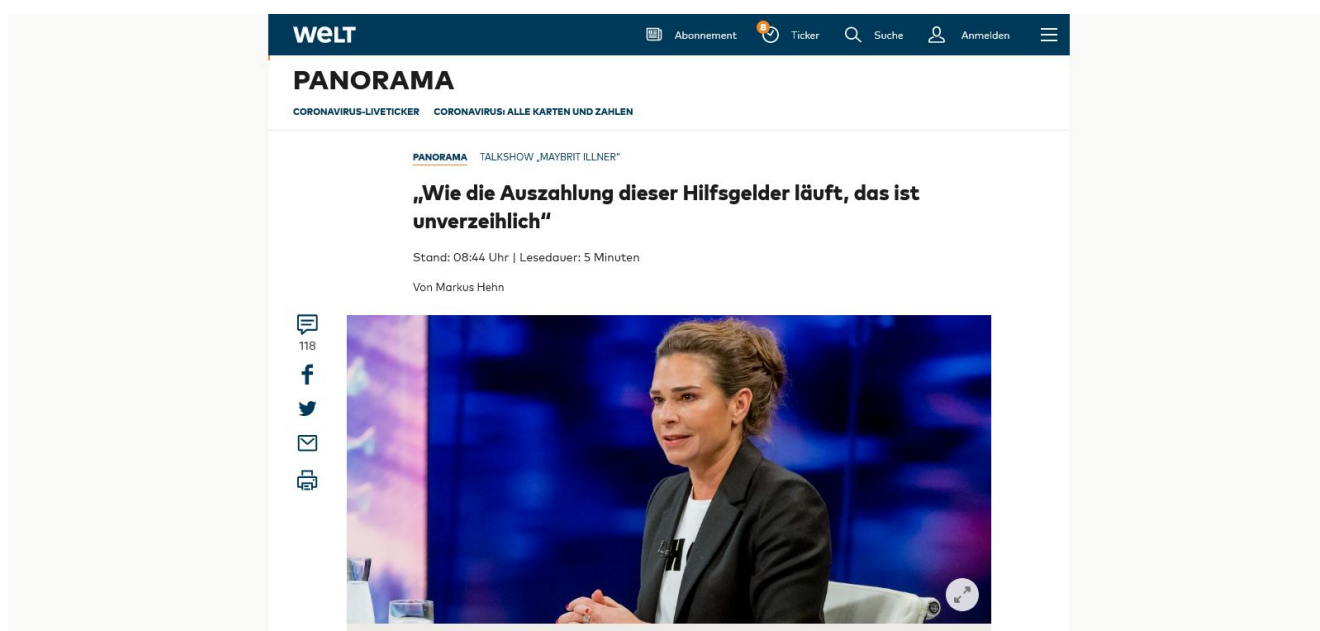 WELT
Abonnement 8 Ticker Suche Anmelden
PANORAMA
CORONAVIRUS-LIVETICKER CORONAVIRUS: ALLE KARTEN UND ZAHLEN
PANORAMA TALKSHOW „MAYBRIT ILLNER“
„Wie die Auszahlung dieser Hilfsgelder läuft, das ist
unverzeihlich“
Stand: 08:44 Uhr | Lesedauer: 5 Minuten
Von Markus Hehn
118